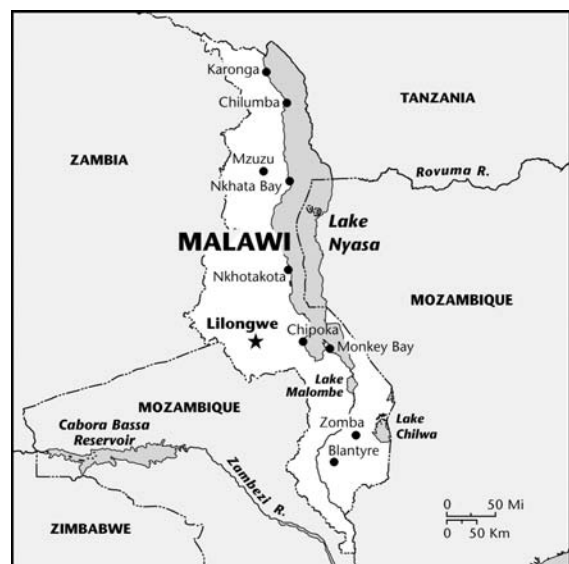 Karonga
TANZANIA
Chilumba
ZAMBIA
Mzuzu
Rovuma R.
Nkhata Bay
Lake
Nyasa
MALAWI
Nkhotakota
MOZAMBIQUE
Lilongwe
Chipoka
Monkey Bay
Lake
Malombe
MOZAMBIQUE
Cabora Bassa
Reservoir
Lake
Chilwa
Zomba
Blantyre
Zambezi R.
ZIMBABWE
0 50 Mi
0 50 Km